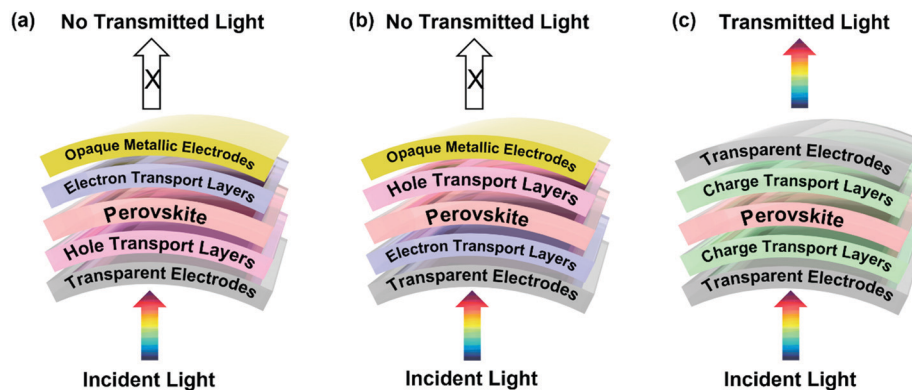 (a) No Transmitted Light
X
Opaque Metallic Electrodes
Electron Transport Layers
Perovskite
Hole Transport Layers
Transparent Electrodes
Incident Light
(b) No Transmitted Light
X
Opaque Metallic Electrodes
Hole Transport Layers
Perovskite
Electron Transport Layers
Transparent Electrodes
Incident Light
(c) Transmitted Light
Transparent Electrodes
Charge Transport Layers
Perovskite
Charge Transport Layers
Transparent Electrodes
Incident Light